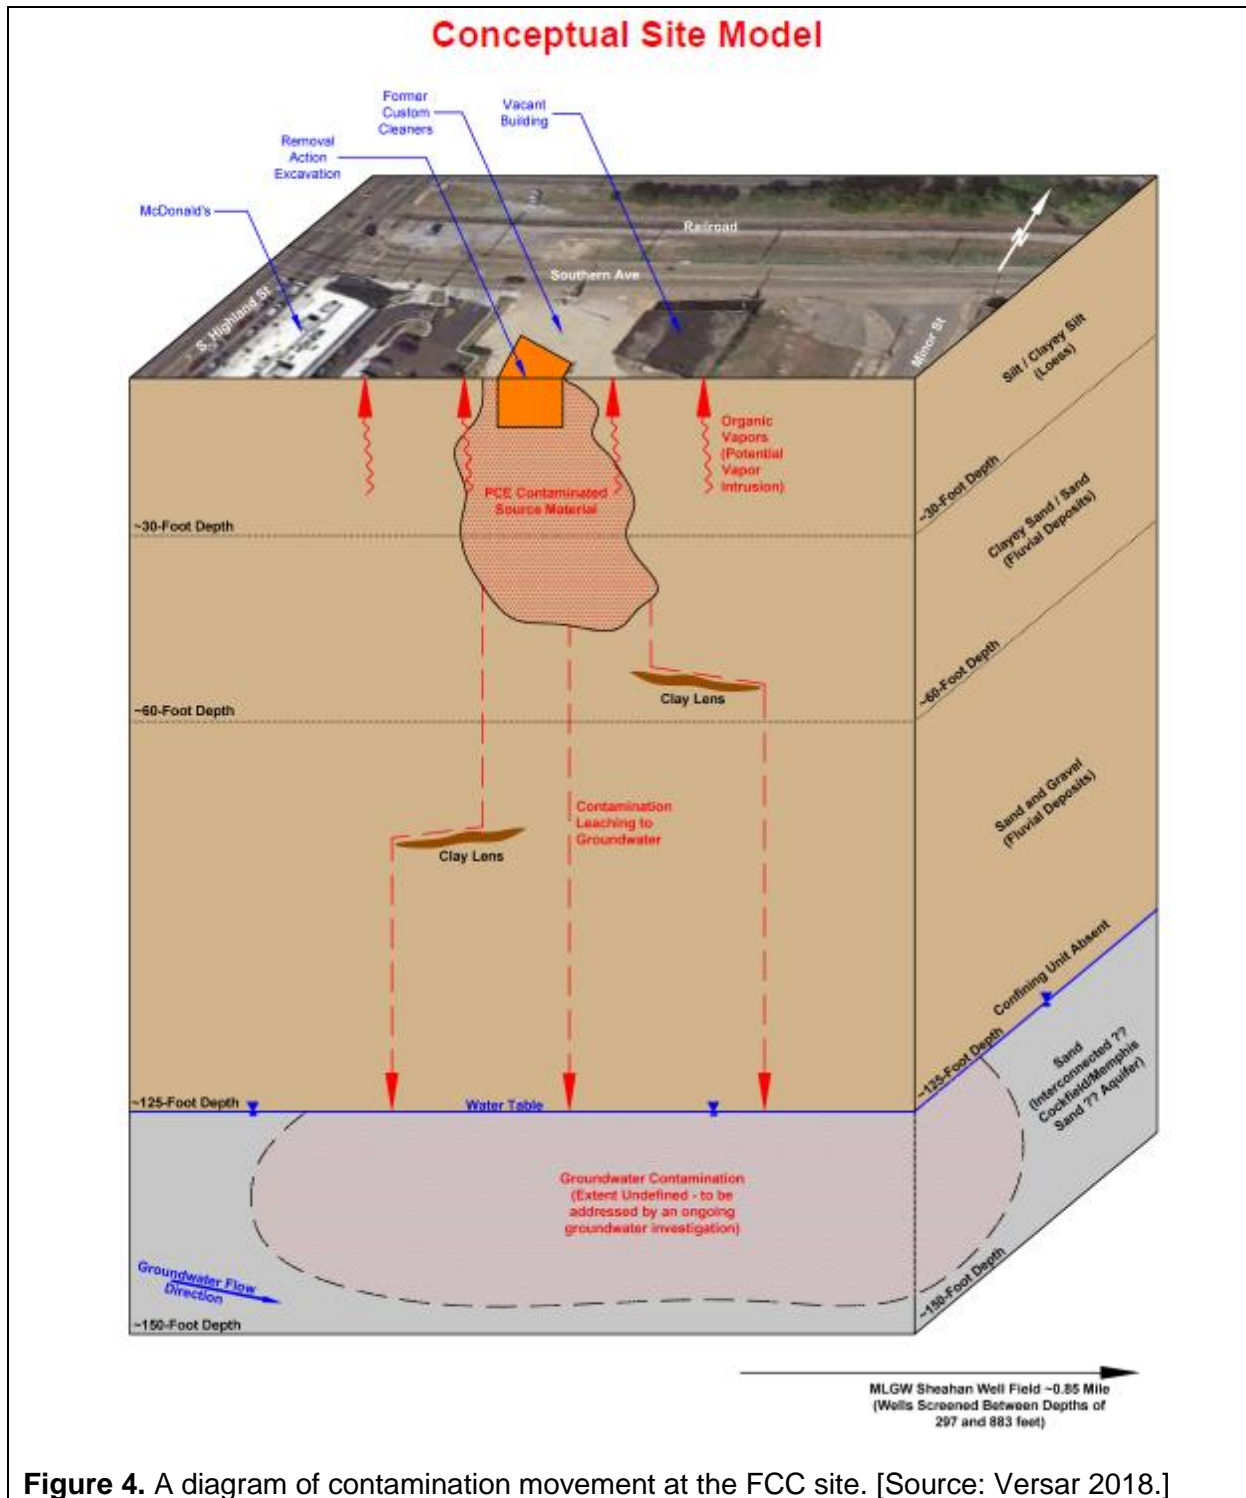 Conceptual Site Model
Former
Custom
Cleaners
Vacant
Building
Removal
Action
Excavation
McDonald's
Railroad
N
Southern Ave
S. Highland St
Minor St
Silt / Clayey Silt
(Loess)
Organic
Vapors
(Potential
Vapor
Intrusion)
PCE Contaminated
Source Material
~30-Foot Depth
~30-Foot Depth
Clayey Sand / Sand
(Fluvial Deposits)
Clay Lens
~60-Foot Depth
~60-Foot Depth
Sand and Gravel
(Fluvial Deposits)
Contamination
Leaching to
Groundwater
Clay Lens
Confining Unit Absent
~125-Foot Depth
Water Table
~125-Foot Depth
Sand
(Interconnected ??
Cockfield/Memphis
Sand ?? Aquifer)
Groundwater Contamination
(Extent Undefined - to be
addressed by an ongoing
groundwater investigation)
Groundwater Flow
Direction
~150-Foot Depth
~150-Foot Depth
MLGW Sheahan Well Field ~0.85 Mile
(Wells Screened Between Depths of
297 and 883 feet)
Figure 4. A diagram of contamination movement at the FCC site. [Source: Versar 2018.]